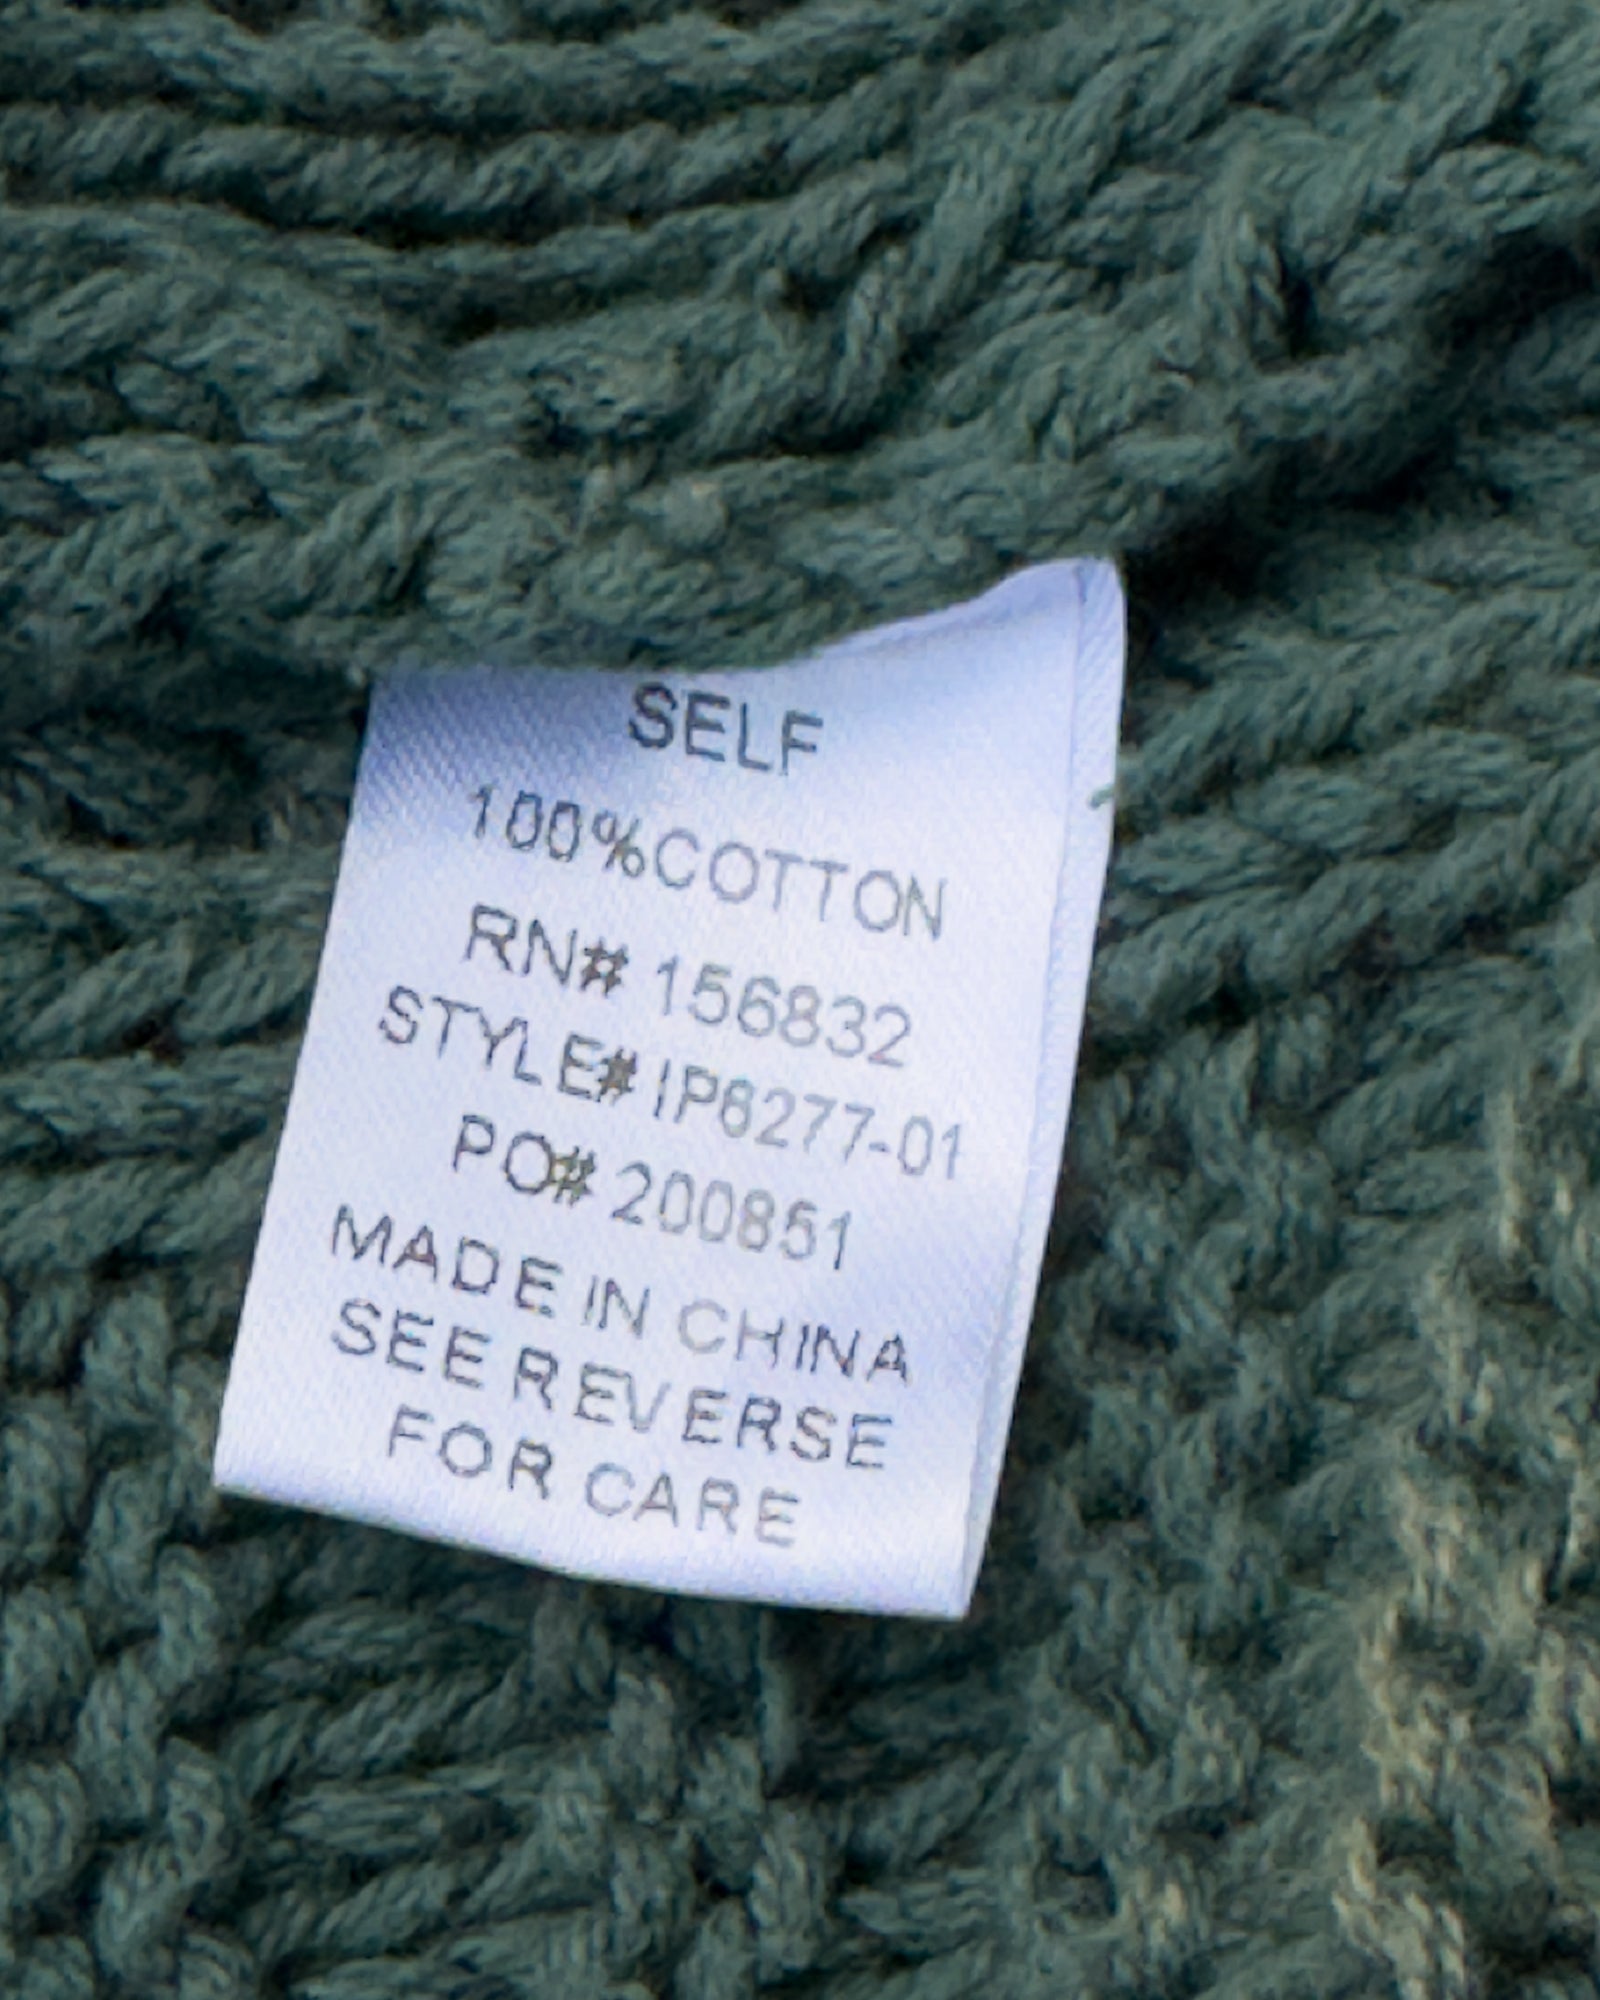 SELF
100%COTTON
RN# 156832
STYLE# IP6277-01
PO# 200851
MADE IN CHINA
SEE REVERSE
FOR CARE